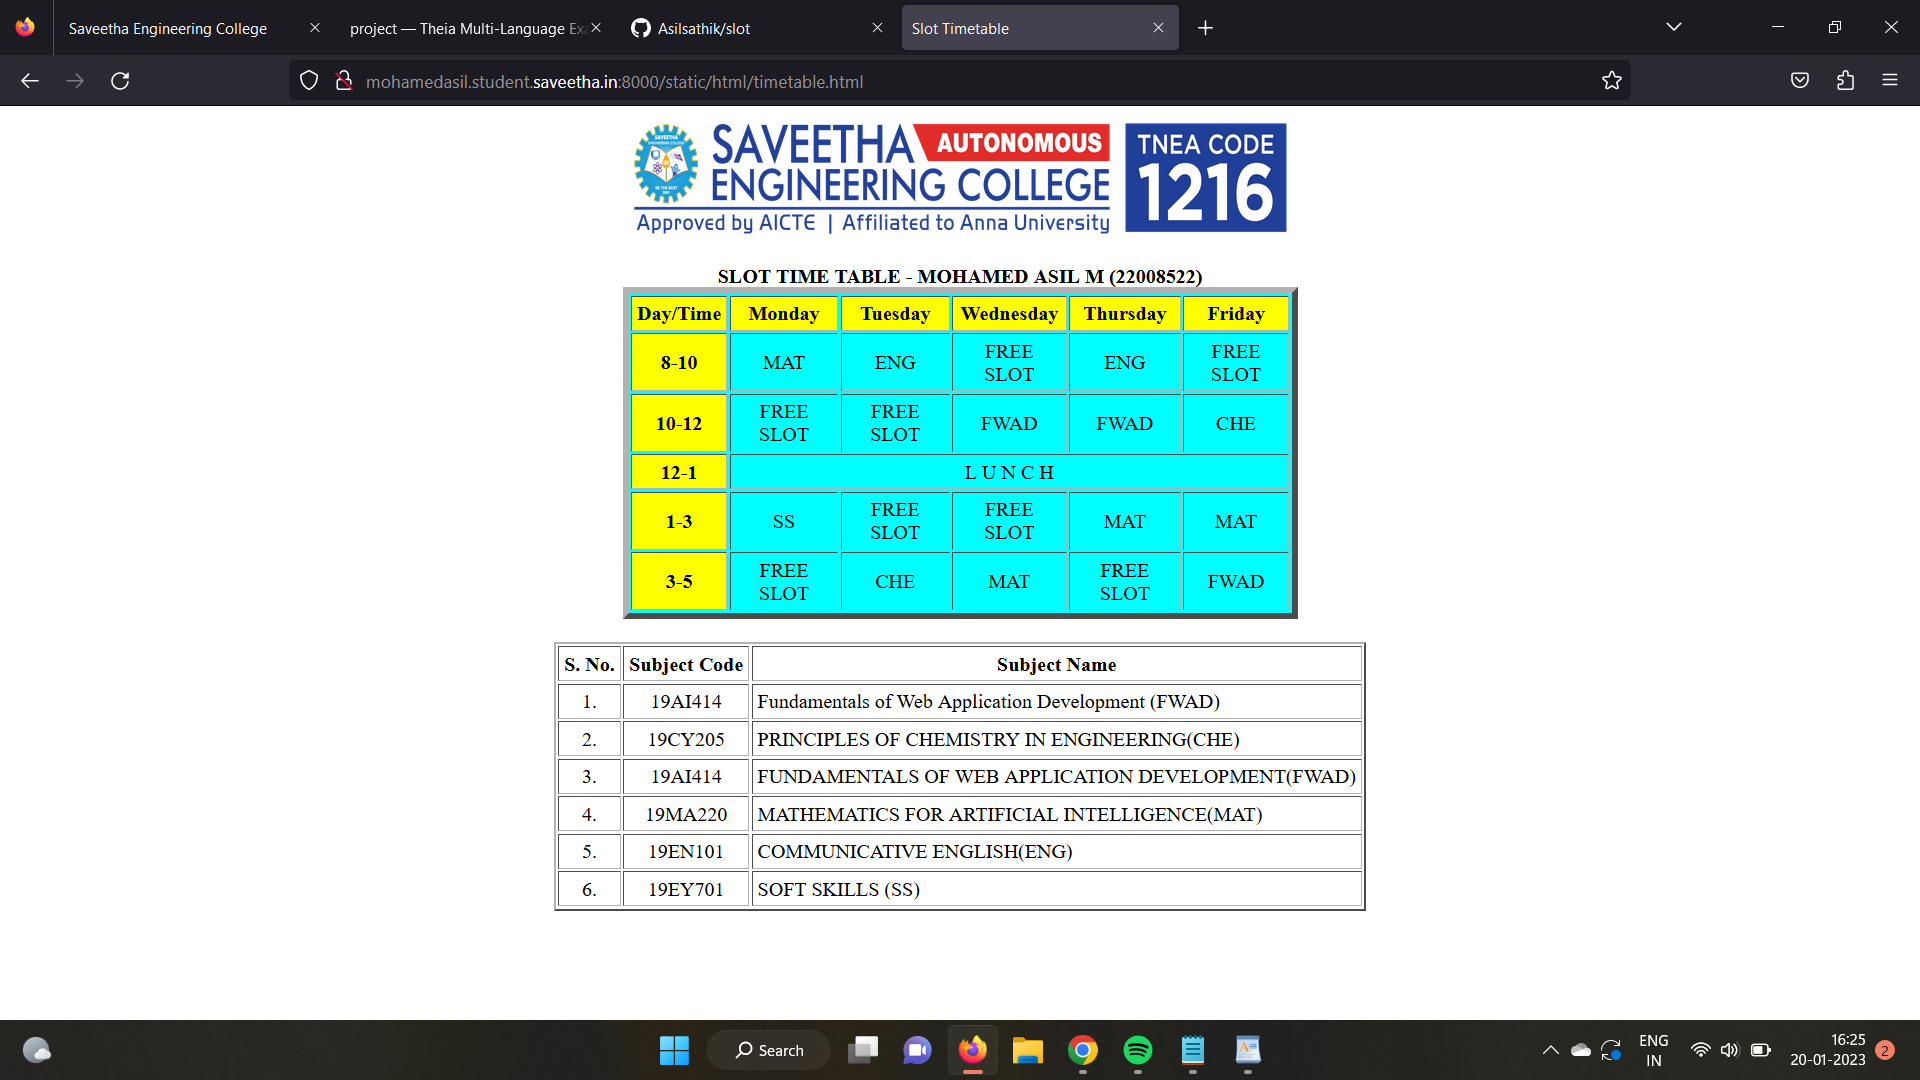 Saveetha Engineering College
project — Theia Multi-Language Ex
Asilsathik/slot
Slot Timetable
mohamedasil.student.saveetha.in:8000/static/html/timetable.html
SAVEETHA AUTONOMOUS
ENGINEERING COLLEGE
Approved by AICTE | Affiliated to Anna University
TNEA CODE
1216
SLOT TIME TABLE - MOHAMED ASIL M (22008522)
Day/Time Monday Tuesday Wednesday Thursday Friday
8-10 MAT ENG FREE SLOT ENG FREE SLOT
10-12 FREE SLOT FREE SLOT FWAD FWAD CHE
12-1 L U N C H
1-3 SS FREE SLOT FREE SLOT MAT MAT
3-5 FREE SLOT CHE MAT FREE SLOT FWAD
S. No. Subject Code Subject Name
1. 19AI414 Fundamentals of Web Application Development (FWAD)
2. 19CY205 PRINCIPLES OF CHEMISTRY IN ENGINEERING(CHE)
3. 19AI414 FUNDAMENTALS OF WEB APPLICATION DEVELOPMENT(FWAD)
4. 19MA220 MATHEMATICS FOR ARTIFICIAL INTELLIGENCE(MAT)
5. 19EN101 COMMUNICATIVE ENGLISH(ENG)
6. 19EY701 SOFT SKILLS (SS)
Search
ENG
IN
16:25
20-01-2023
2